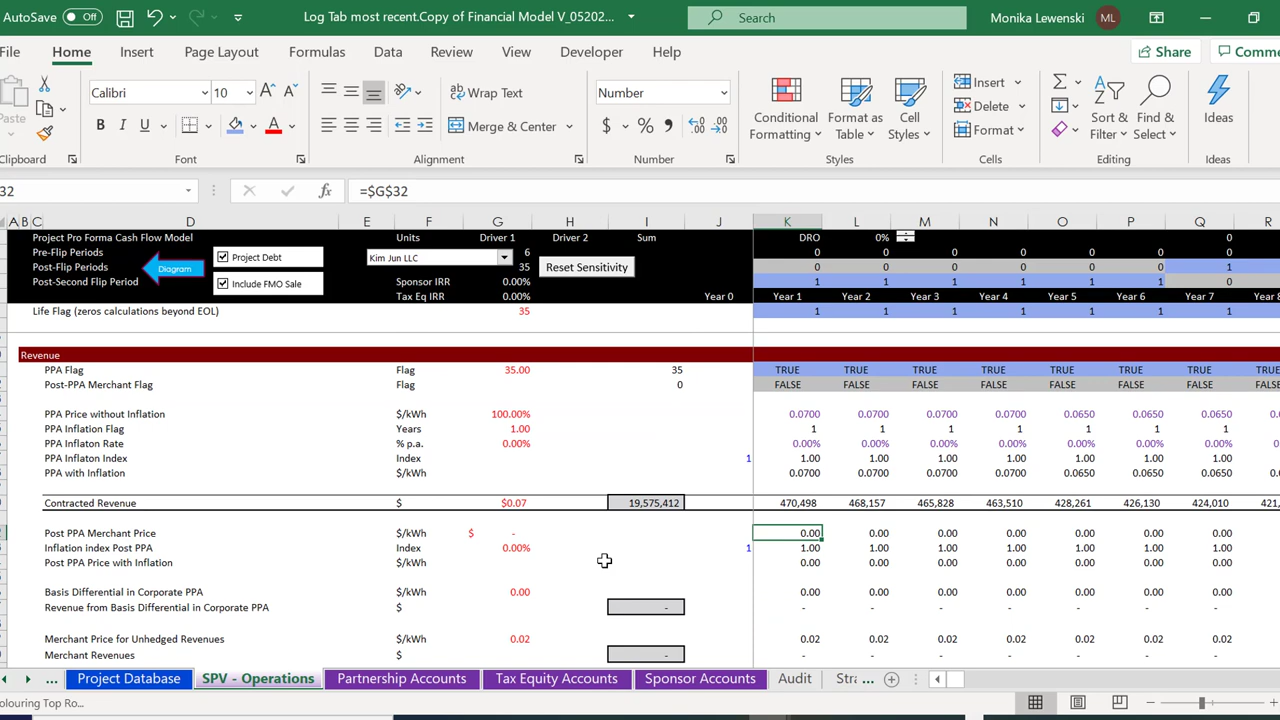 AutoSave Off Log Tab most recent.Copy of Financial Model V_05202... Search Monika Lewenski ML
File Home Insert Page Layout Formulas Data Review View Developer Help Share Comme
Calibri 10 Wrap Text Number Insert
Paste B I U Merge & Center $ % Conditional Formatting Format as Table Cell Styles Delete Format Sort & Filter Find & Select Ideas
Clipboard Font Alignment Number Styles Cells Editing Ideas
32 fx =$G$32
A B C D E F G H I J K L M N O P Q R
Project Pro Forma Cash Flow Model Units Driver 1 Driver 2 Sum DRO 0% 0
Pre-Flip Periods Project Debt Kim Jun LLC 6 0 0 0 0 0 0 0
Post-Flip Periods Diagram 35 Reset Sensitivity 0 0 0 0 0 0 1
Post-Second Flip Period Include FMO Sale Sponsor IRR 0.00% 1 1 1 1 1 1 0
Tax Eq IRR 0.00% Year 0 Year 1 Year 2 Year 3 Year 4 Year 5 Year 6 Year 7 Year 8
Life Flag (zeros calculations beyond EOL) 35 1 1 1 1 1 1 1
Revenue
PPA Flag Flag 35.00 35 TRUE TRUE TRUE TRUE TRUE TRUE TRUE TRUE
Post-PPA Merchant Flag Flag 0 FALSE FALSE FALSE FALSE FALSE FALSE FALSE FALSE
PPA Price without Inflation $/kWh 100.00% 0.0700 0.0700 0.0700 0.0700 0.0650 0.0650 0.0650 0.0
PPA Inflation Flag Years 1.00 1 1 1 1 1 1 1
PPA Inflaton Rate % p.a. 0.00% 0.00% 0.00% 0.00% 0.00% 0.00% 0.00% 0.00% 0.
PPA Inflaton Index Index 1 1.00 1.00 1.00 1.00 1.00 1.00 1.00
PPA with Inflation $/kWh 0.0700 0.0700 0.0700 0.0700 0.0650 0.0650 0.0650 0.0
Contracted Revenue $ $0.07 19,575,412 470,498 468,157 465,828 463,510 428,261 426,130 424,010 421,
Post PPA Merchant Price $/kWh $ - 0.00 0.00 0.00 0.00 0.00 0.00 0.00
Inflation index Post PPA Index 0.00% 1 1.00 1.00 1.00 1.00 1.00 1.00 1.00
Post PPA Price with Inflation $/kWh 0.00 0.00 0.00 0.00 0.00 0.00 0.00
Basis Differential in Corporate PPA $/kWh 0.00 0.00 0.00 0.00 0.00 0.00 0.00 0.00
Revenue from Basis Differential in Corporate PPA $ - - - - - - - -
Merchant Price for Unhedged Revenues $/kWh 0.02 0.02 0.02 0.02 0.02 0.02 0.02 0.02
Merchant Revenues $ - - - - - - - -
... Project Database SPV - Operations Partnership Accounts Tax Equity Accounts Sponsor Accounts Audit Stra ...
Colouring Top Ro...